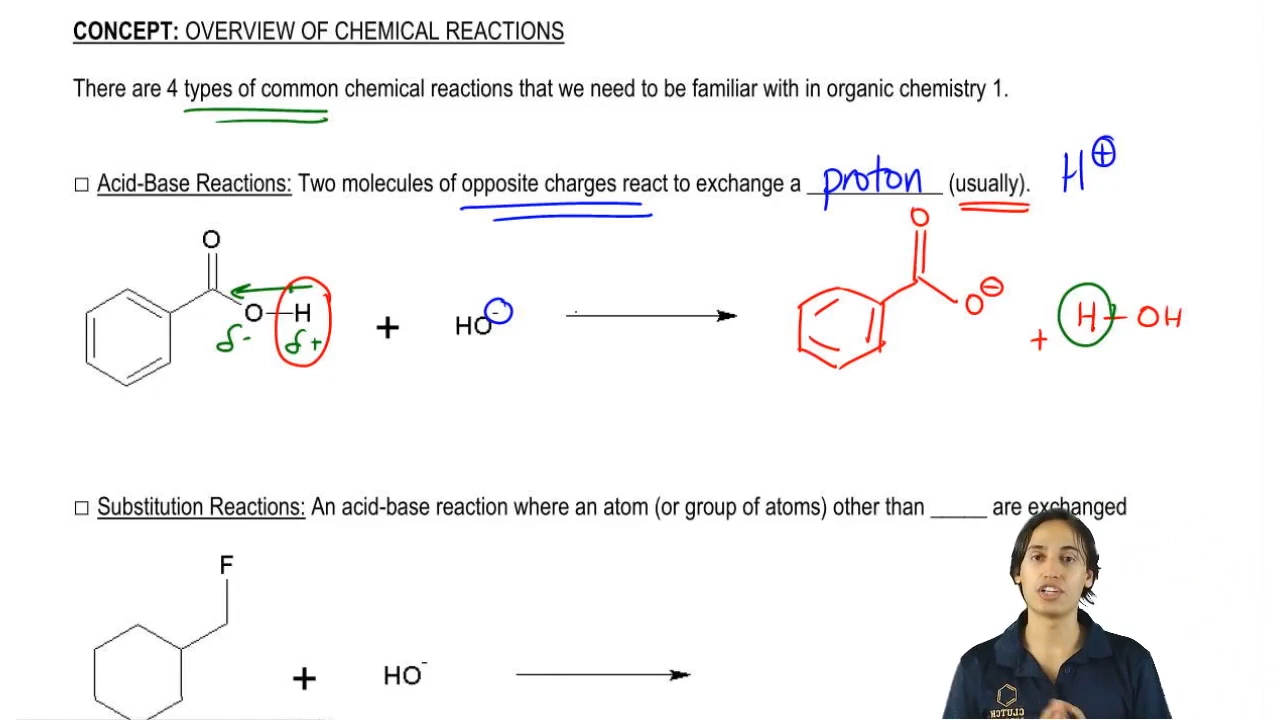 CONCEPT: OVERVIEW OF CHEMICAL REACTIONS
There are 4 types of common chemical reactions that we need to be familiar with in organic chemistry 1.
□ Acid-Base Reactions: Two molecules of opposite charges react to exchange a proton (usually). H⊕
O
O
O—H + HO⁻ O⊖ + H—OH
δ- δ+
□ Substitution Reactions: An acid-base reaction where an atom (or group of atoms) other than _____ are exchanged
F
+ HO⁻
CLUTCH